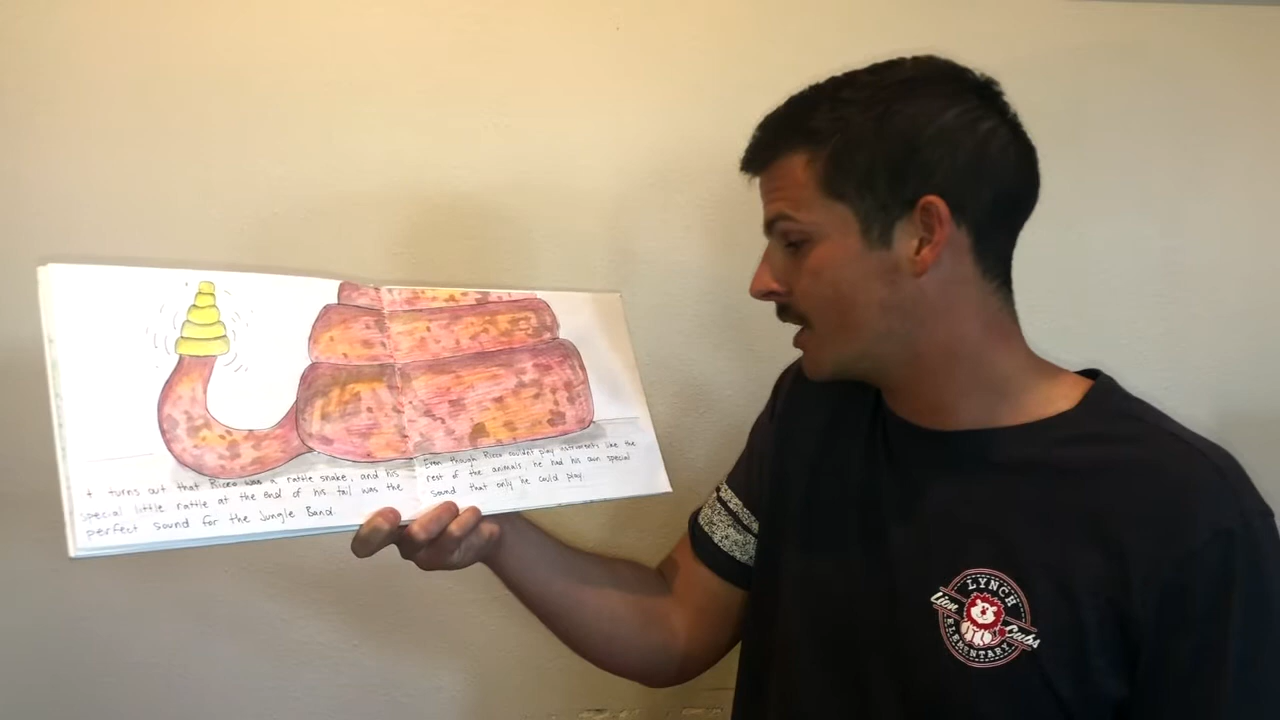 t turns out that Ricco was a rattle snake, and his
special little rattle at the end of his tail was the
perfect sound for the Jungle Band.
Even though Ricco couldn't play instruments like the
rest of the animals, he had his own special
sound that only he could play.
LYNCH
Lion Cubs
ELEMENTARY